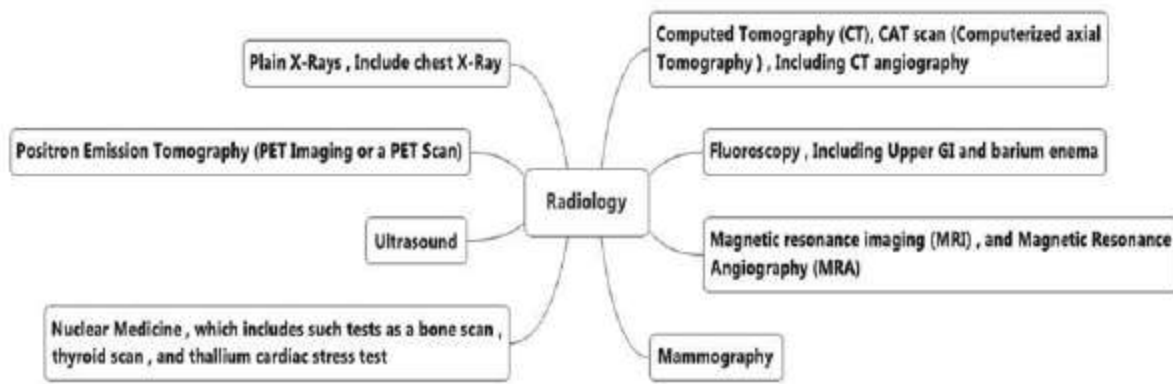 Computed Tomography (CT), CAT scan (Computerized axial
Tomography ) , Including CT angiography
Plain X-Rays , Include chest X-Ray
Positron Emission Tomography (PET Imaging or a PET Scan)
Fluoroscopy , Including Upper GI and barium enema
Radiology
Ultrasound
Magnetic resonance imaging (MRI) , and Magnetic Resonance
Angiography (MRA)
Nuclear Medicine , which includes such tests as a bone scan ,
thyroid scan , and thallium cardiac stress test
Mammography